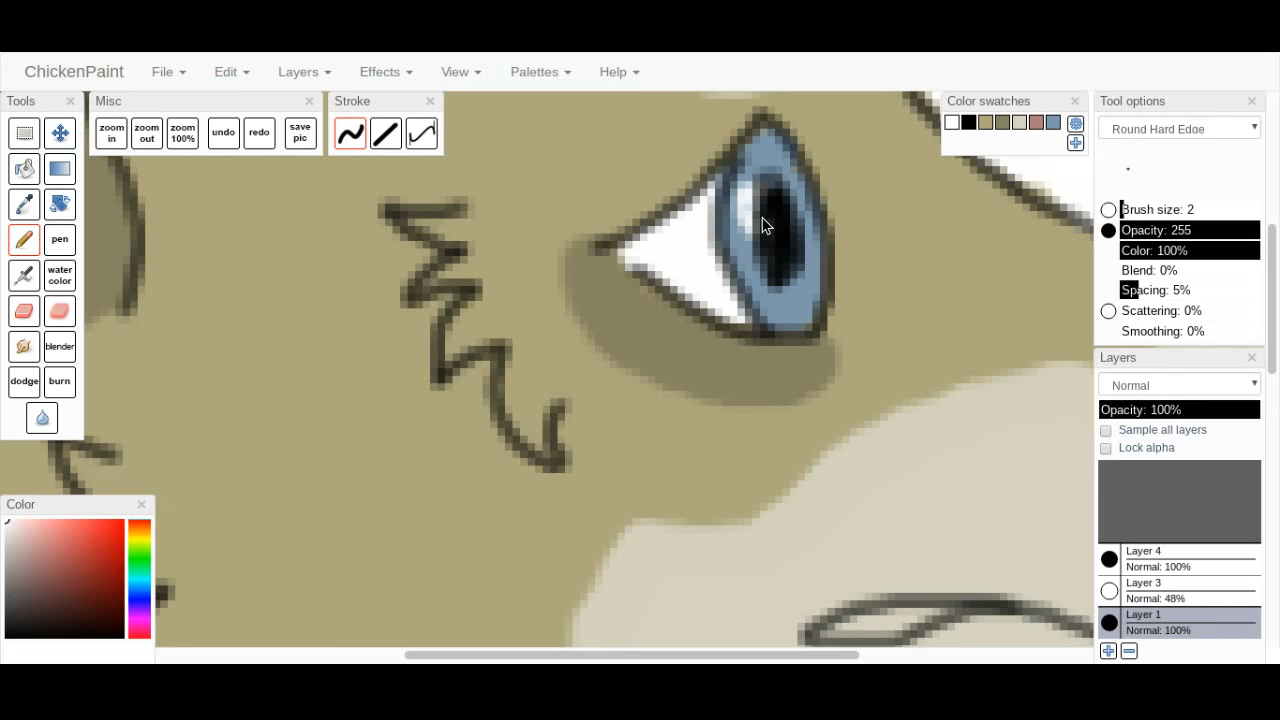 ChickenPaint File Edit Layers Effects View Palettes Help
Tools
Misc
Stroke
Color swatches
Tool options
zoom in
zoom out
zoom 100%
undo
redo
save pic
Round Hard Edge
Brush size: 2
Opacity: 255
Color: 100%
Blend: 0%
Spacing: 5%
Scattering: 0%
Smoothing: 0%
pen
water color
blender
dodge
burn
Layers
Normal
Opacity: 100%
Sample all layers
Lock alpha
Layer 4
Normal: 100%
Layer 3
Normal: 48%
Layer 1
Normal: 100%
Color